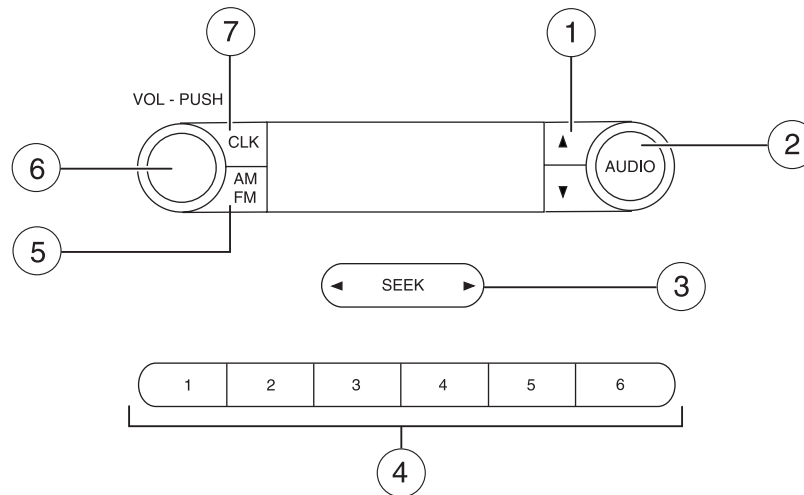 7
1
VOL - PUSH
CLK
▲
2
6
AUDIO
AM
FM
▼
5
◄ SEEK ►
3
1 2 3 4 5 6
4